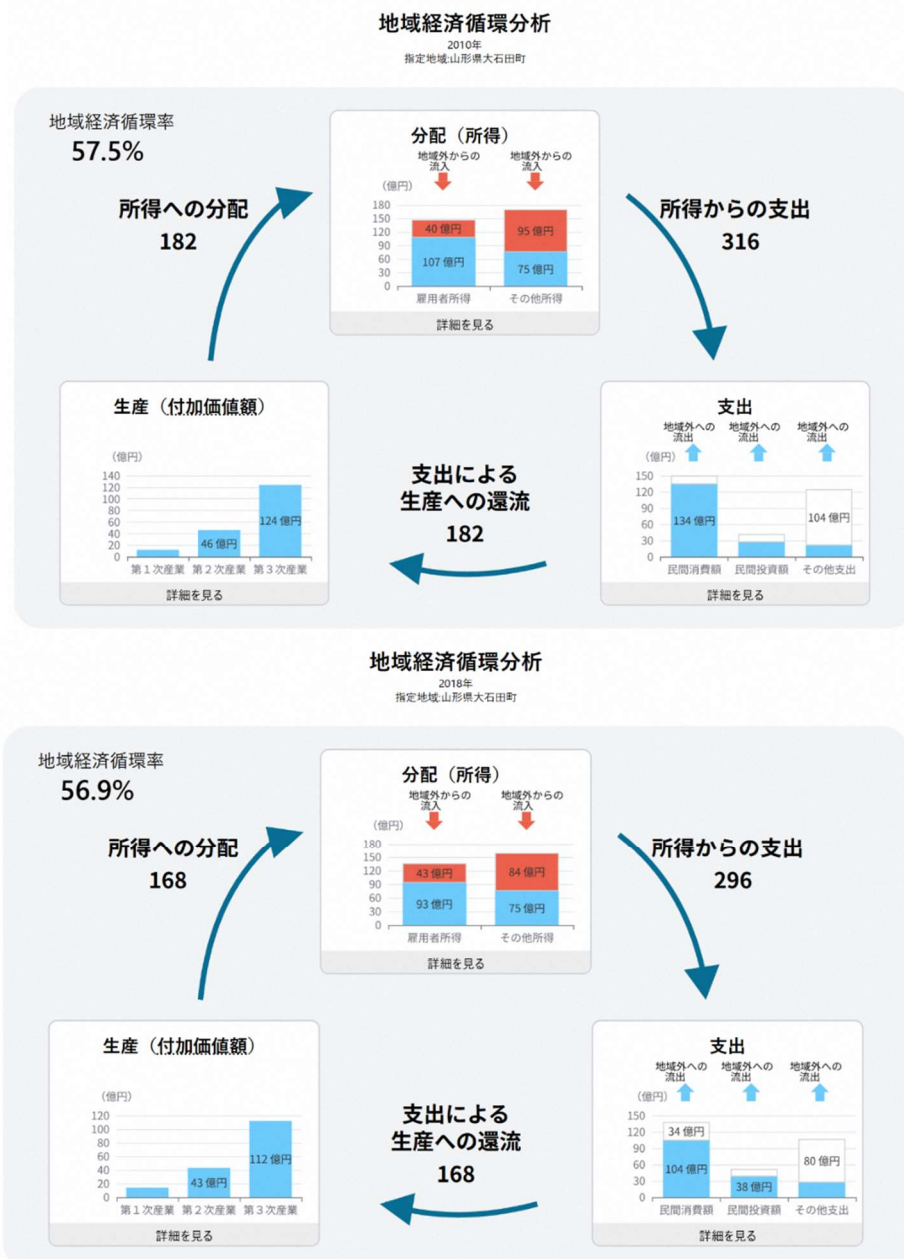 地域経済循環分析
2010年
指定地域:山形県大石田町
地域経済循環率
57.5%
所得への分配
182
分配（所得）
地域外からの
流入
地域外からの
流入
（億円）
180
150
120
90
60
30
0
40 億円
107 億円
95 億円
75 億円
雇用者所得
その他所得
詳細を見る
所得からの支出
316
生産（付加価値額）
（億円）
140
120
100
80
60
40
20
0
46 億円
124 億円
第１次産業
第２次産業
第３次産業
詳細を見る
支出による
生産への還流
182
支出
地域外への
流出
地域外への
流出
地域外への
流出
（億円）
150
120
90
60
30
0
134 億円
104 億円
民間消費額
民間投資額
その他支出
詳細を見る
地域経済循環分析
2018年
指定地域:山形県大石田町
地域経済循環率
56.9%
所得への分配
168
分配（所得）
地域外からの
流入
地域外からの
流入
（億円）
180
150
120
90
60
30
0
43 億円
93 億円
84 億円
75 億円
雇用者所得
その他所得
詳細を見る
所得からの支出
296
生産（付加価値額）
（億円）
120
100
80
60
40
20
0
43 億円
112 億円
第１次産業
第２次産業
第３次産業
詳細を見る
支出による
生産への還流
168
支出
地域外への
流出
地域外への
流出
地域外への
流出
（億円）
150
120
90
60
30
0
34 億円
104 億円
38 億円
80 億円
民間消費額
民間投資額
その他支出
詳細を見る